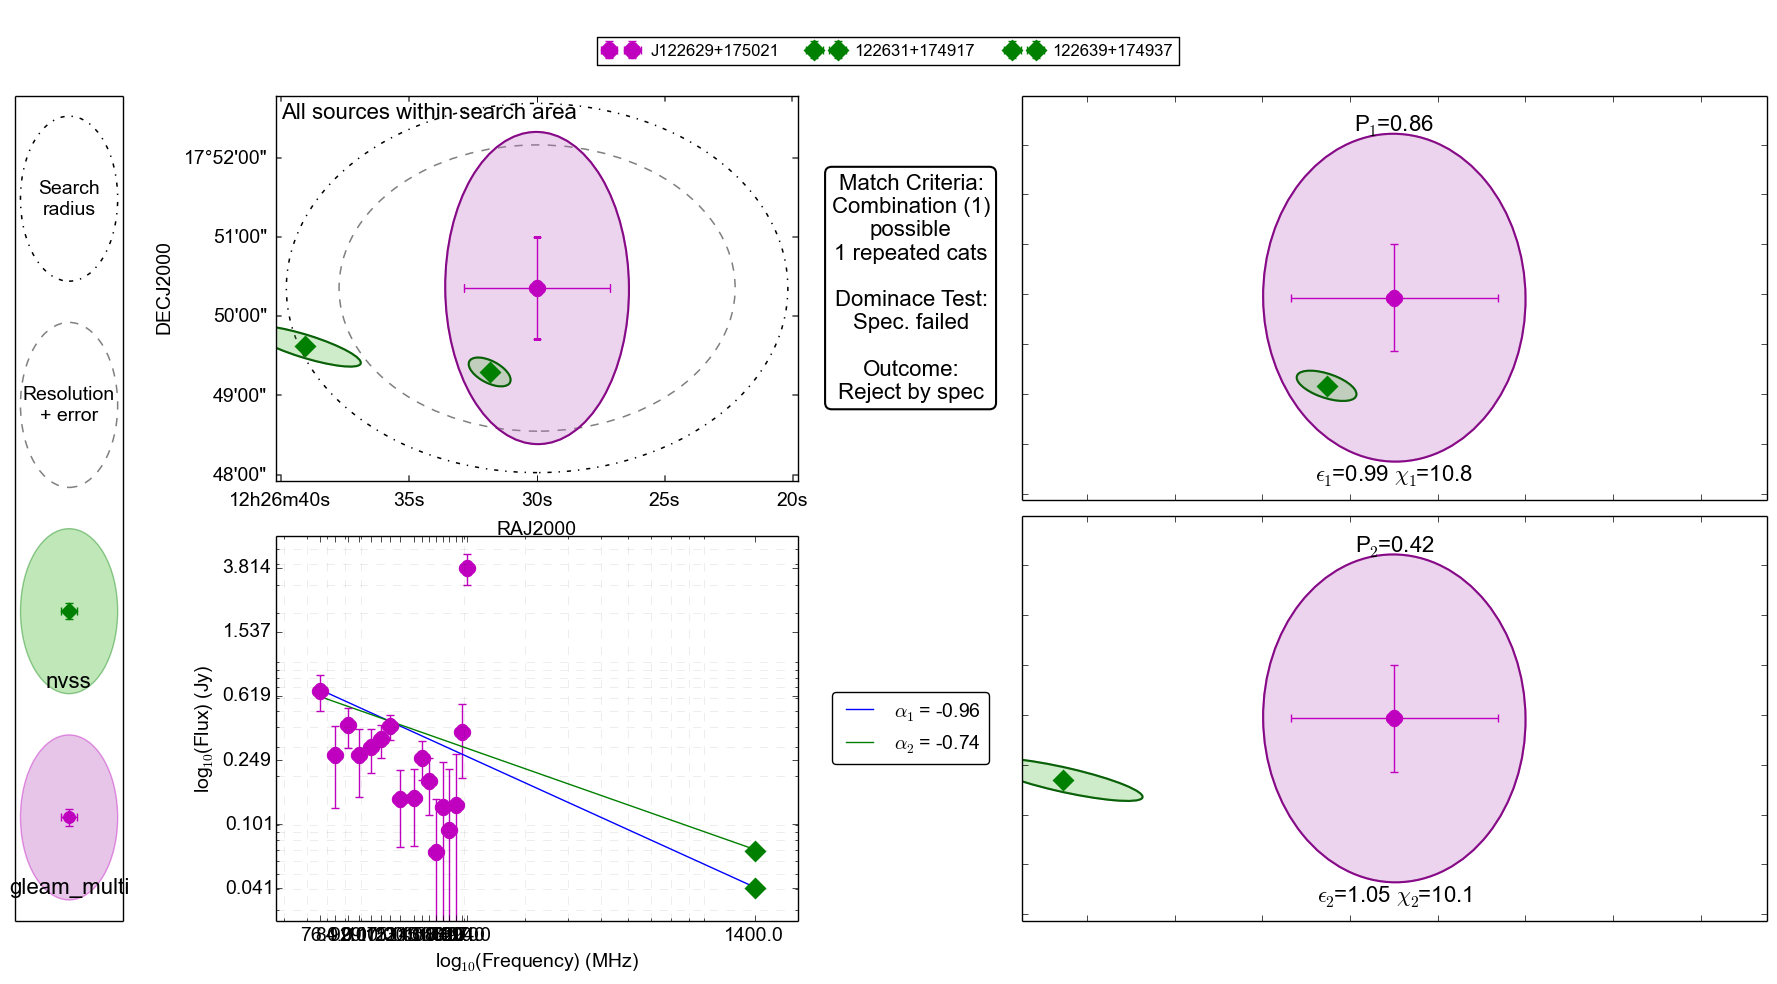 J122629+175021 122631+174917 122639+174937
Search
radius
Resolution
+ error
nvss
gleam_multi
All sources within search area
DECJ2000
17°52'00"
51'00"
50'00"
49'00"
48'00"
12h26m40s 35s 30s 25s 20s
RAJ2000
Match Criteria:
Combination (1)
possible
1 repeated cats
Dominace Test:
Spec. failed
Outcome:
Reject by spec
P₁=0.86
ϵ₁=0.99 χ₁=10.8
P₂=0.42
ϵ₂=1.05 χ₂=10.1
log₁₀(Flux) (Jy)
3.814
1.537
0.619
0.249
0.101
0.041
1400.0
log₁₀(Frequency) (MHz)
α₁ = -0.96
α₂ = -0.74